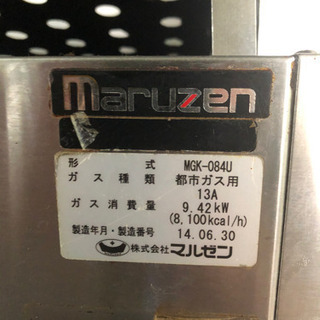 maruzen
形 式 MGK-084U
ガス種類 都市ガス用
13A
ガス消費量 9.42kW
(8,100kcal/h)
製造年月・製造番号 14.06.30
株式会社マルゼン